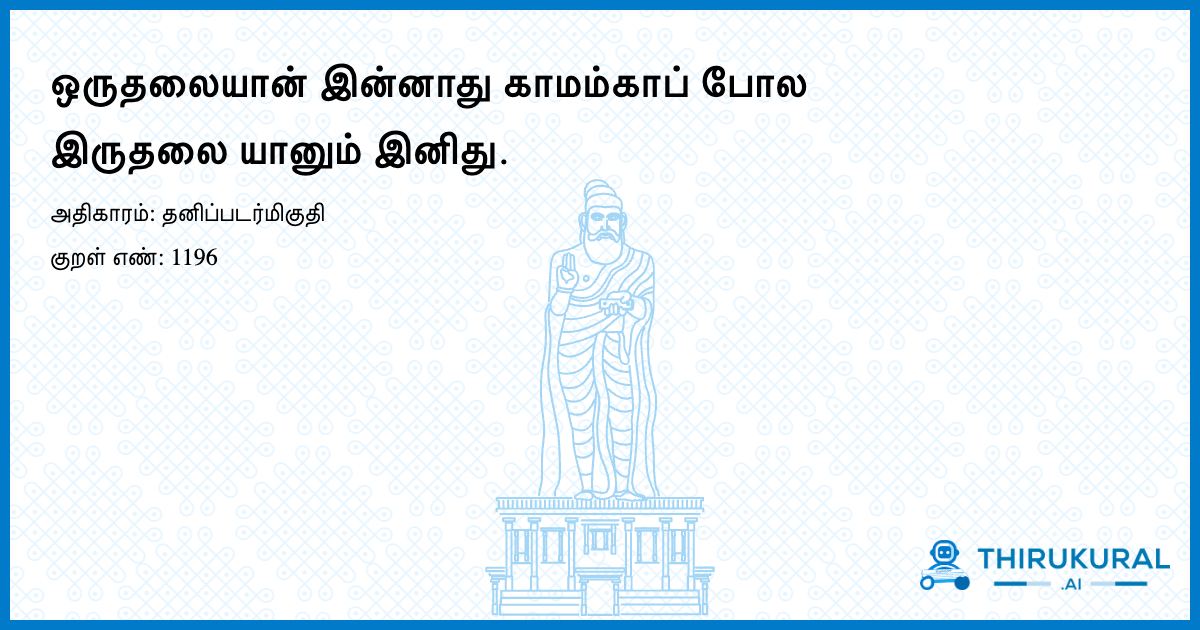 ஒருதலையான் இன்னாது காமம்காப் போல
இருதலை யானும் இனிது.
அதிகாரம்: தனிப்படர்மிகுதி
குறள் எண்: 1196
THIRUKURAL
.AI